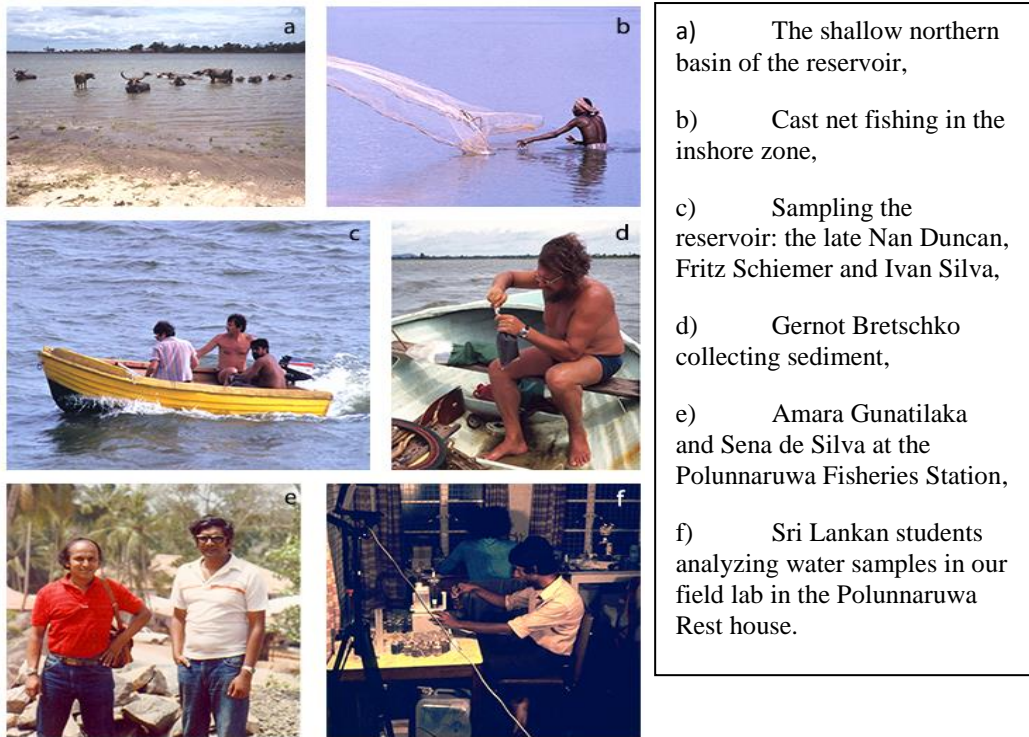 a
b
c
d
e
f
a) The shallow northern
basin of the reservoir,
b) Cast net fishing in the
inshore zone,
c) Sampling the
reservoir: the late Nan Duncan,
Fritz Schiemer and Ivan Silva,
d) Gernot Bretschko
collecting sediment,
e) Amara Gunatilaka
and Sena de Silva at the
Polunnaruwa Fisheries Station,
f) Sri Lankan students
analyzing water samples in our
field lab in the Polunnaruwa
Rest house.